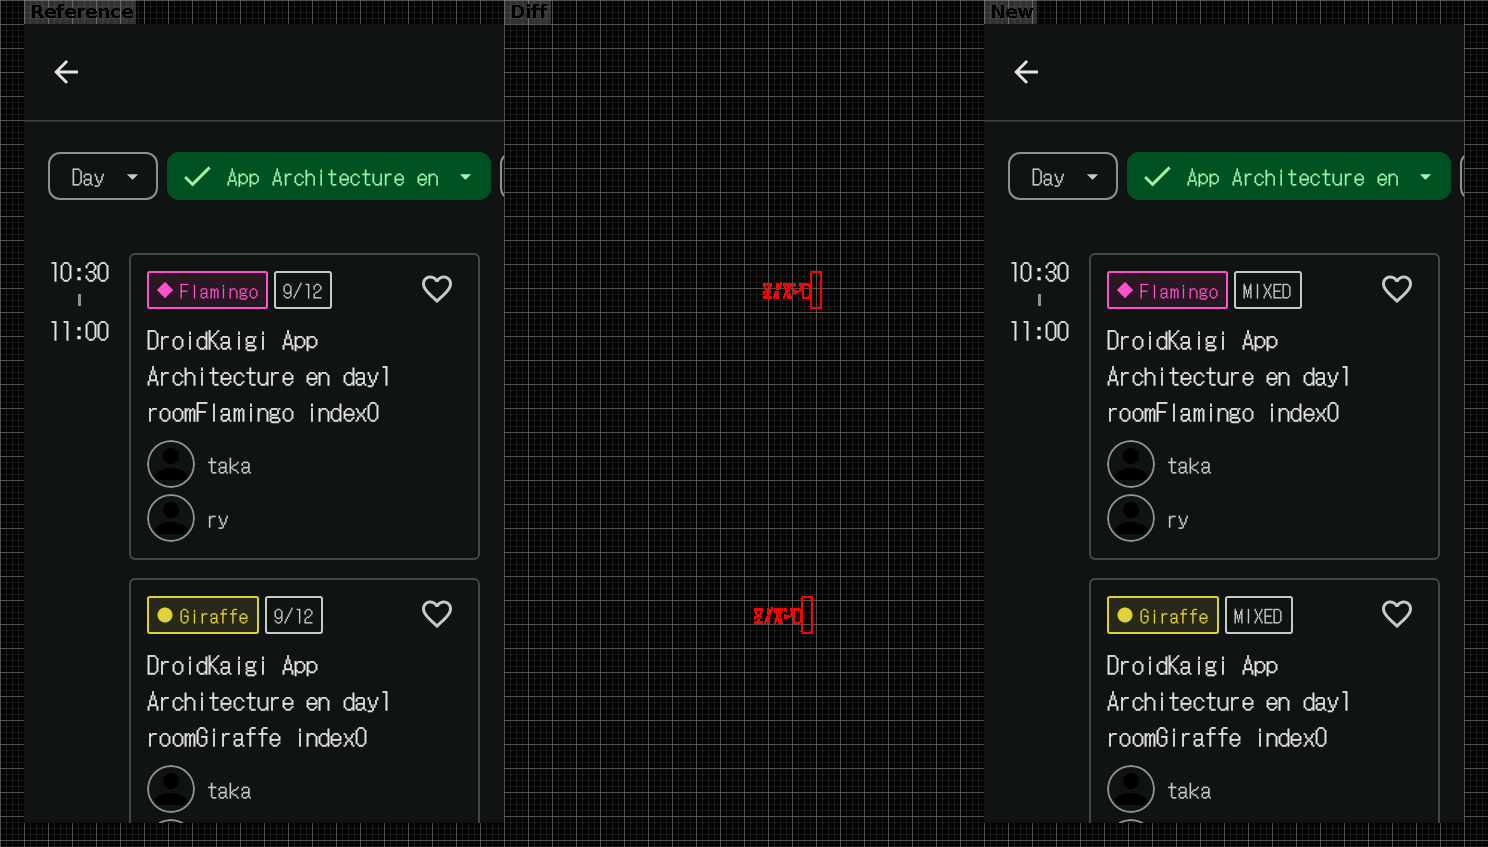 Reference
Diff
New
Day
App Architecture en
10:30
11:00
Flamingo
9/12
DroidKaigi App
Architecture en day1
roomFlamingo index0
taka
ry
Giraffe
9/12
DroidKaigi App
Architecture en day1
roomGiraffe index0
taka
Day
App Architecture en
10:30
11:00
Flamingo
MIXED
DroidKaigi App
Architecture en day1
roomFlamingo index0
taka
ry
Giraffe
MIXED
DroidKaigi App
Architecture en day1
roomGiraffe index0
taka